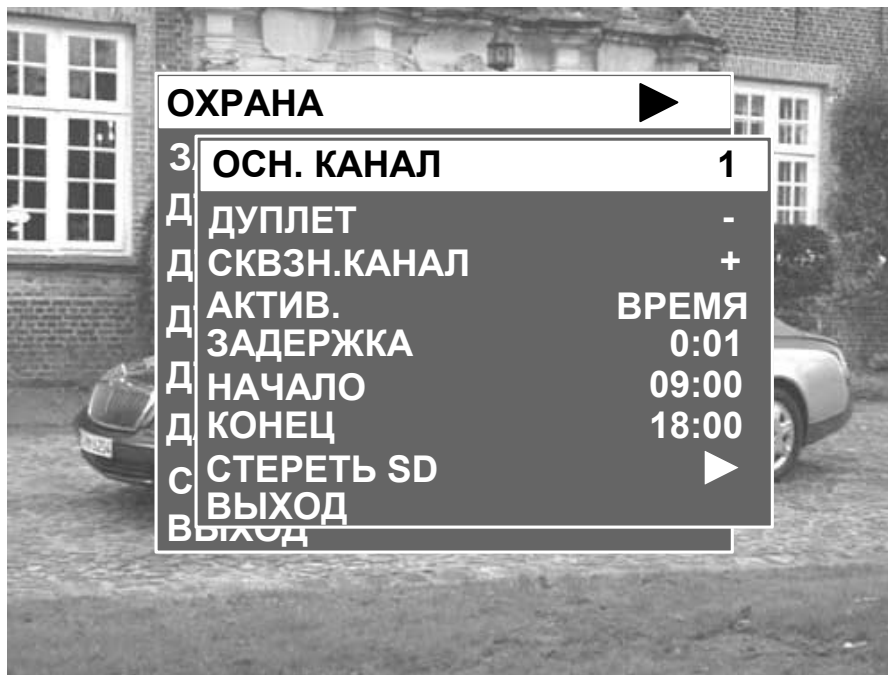 ОХРАНА
ОСН. КАНАЛ 1
ДУПЛЕТ -
СКВЗН.КАНАЛ +
АКТИВ. ВРЕМЯ
ЗАДЕРЖКА 0:01
НАЧАЛО 09:00
КОНЕЦ 18:00
СТЕРЕТЬ SD
ВЫХОД
ВЫХОД